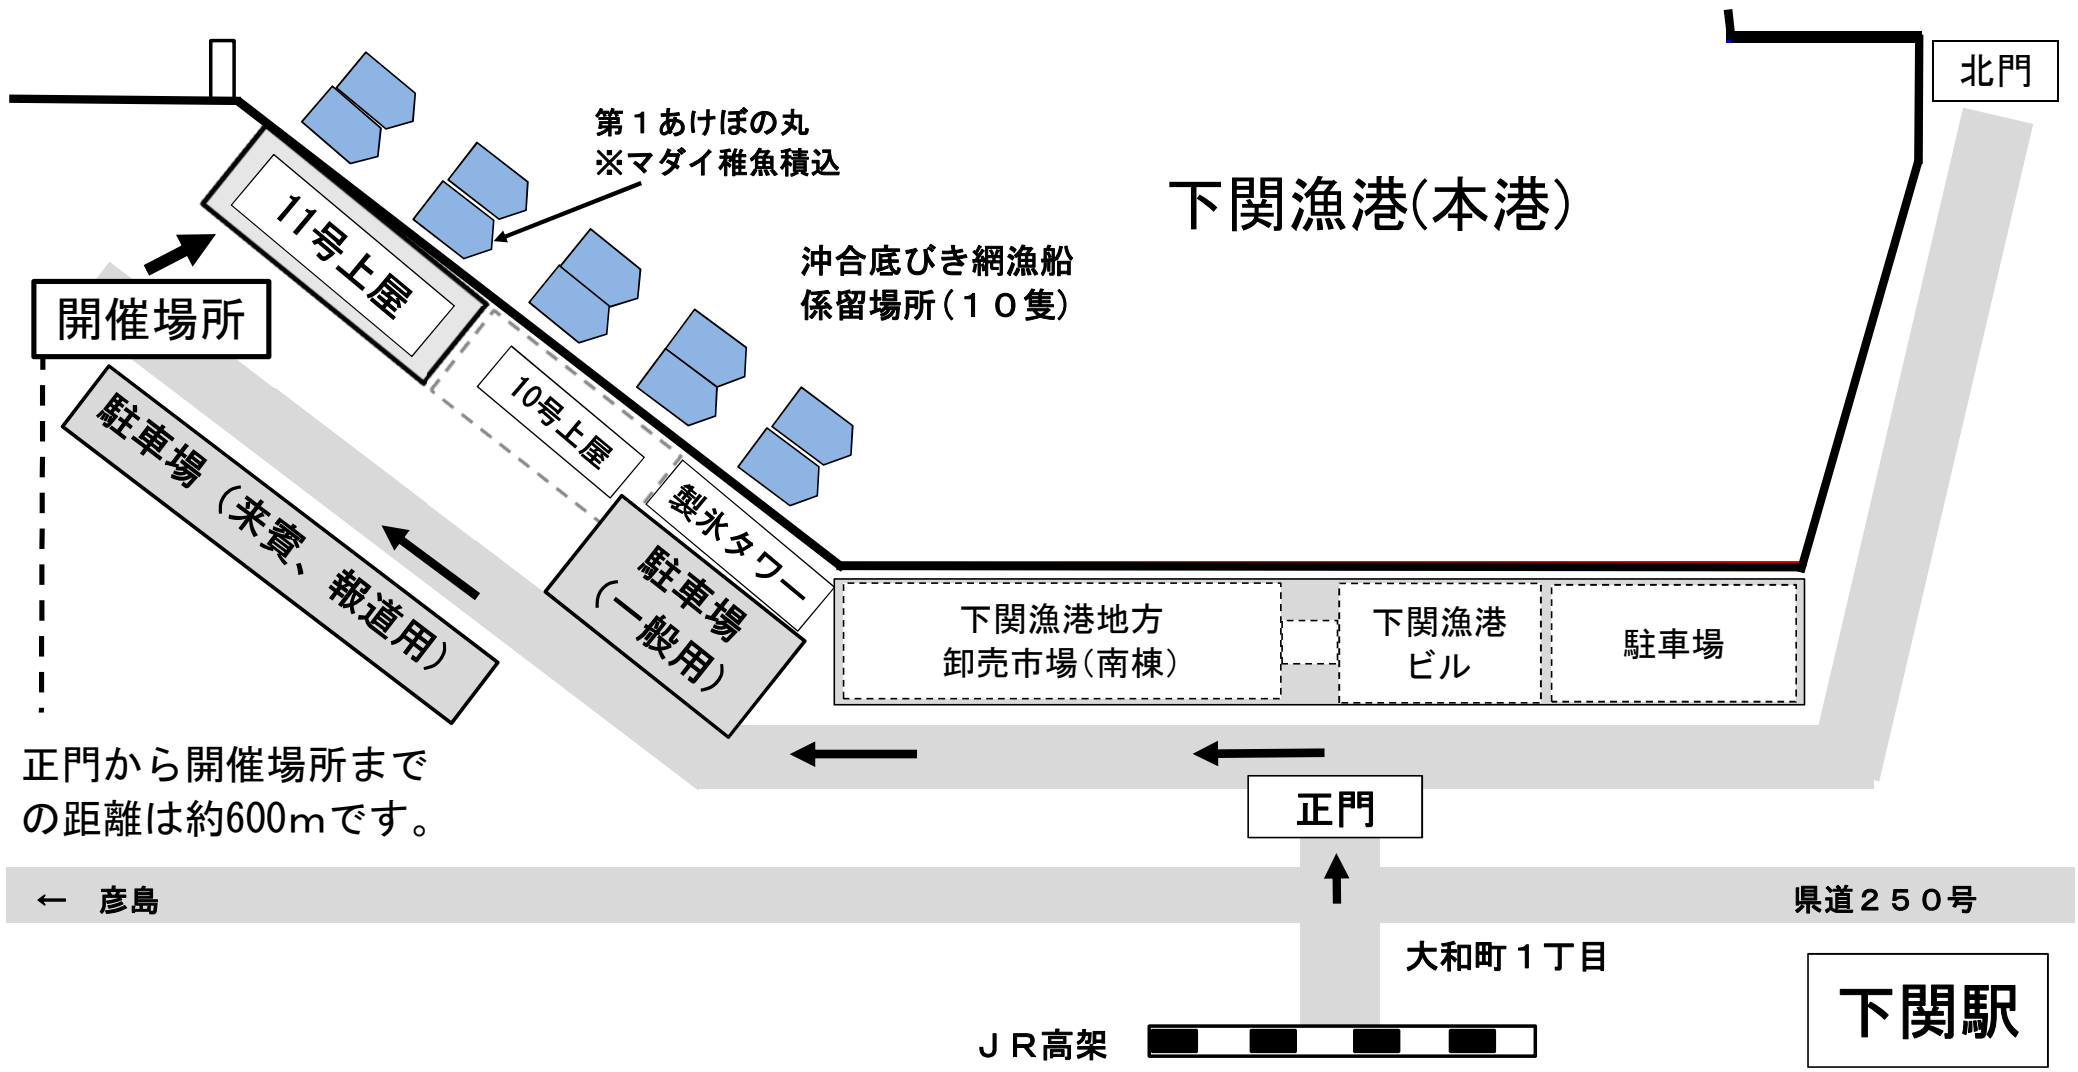 北門
第１あけぼの丸
※マダイ稚魚積込
下関漁港(本港)
11号上屋
沖合底びき網漁船
係留場所(１０隻)
開催場所
10号上屋
駐車場（来賓、報道用）
製氷タワー
駐車場
（一般用）
下関漁港地方
卸売市場(南棟)
下関漁港
ビル
駐車場
正門から開催場所まで
の距離は約600ｍです。
正門
← 彦島
県道２５０号
大和町１丁目
下関駅
ＪＲ高架